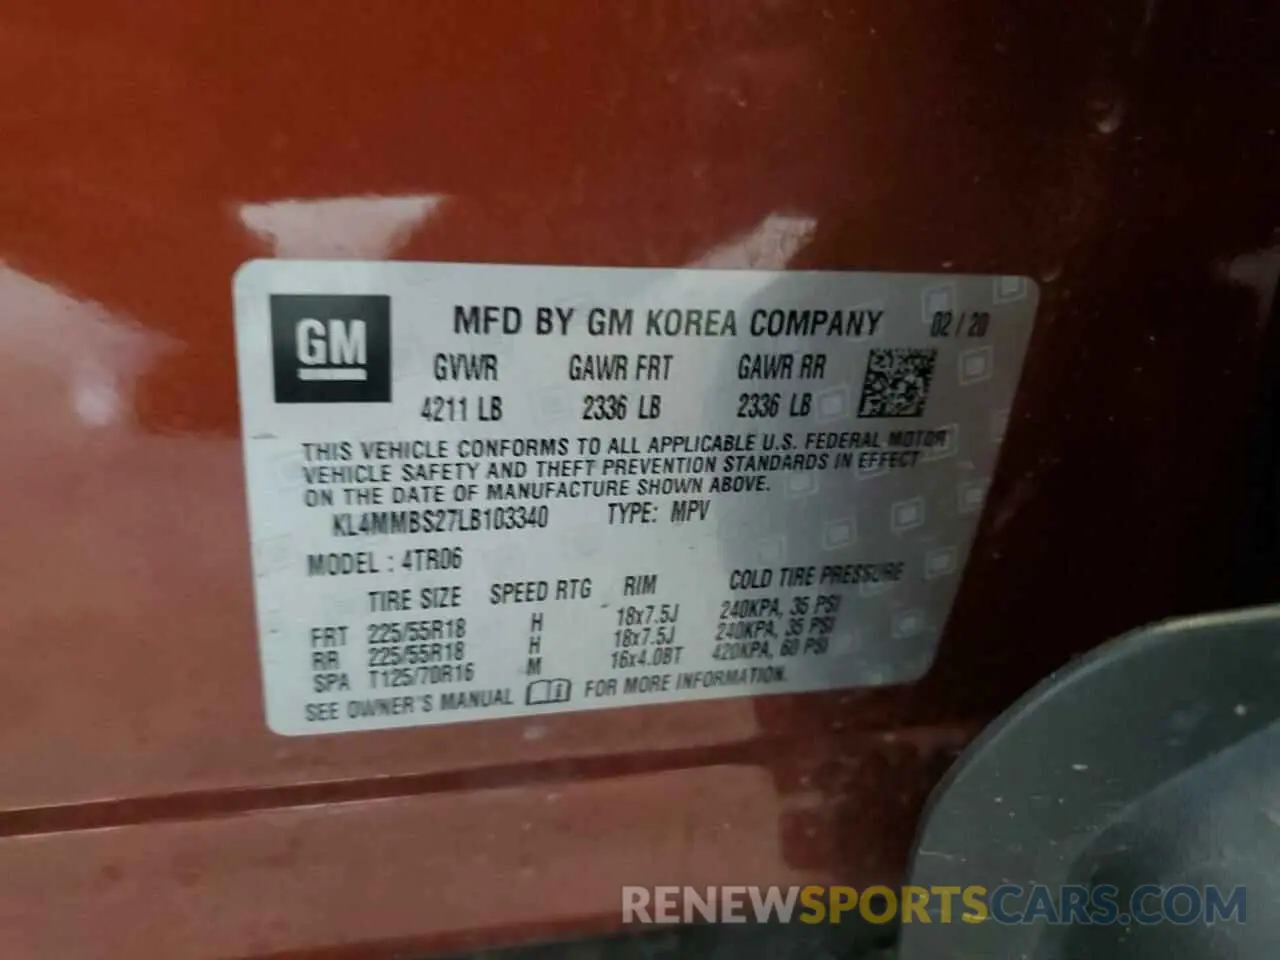 GM
MFD BY GM KOREA COMPANY 02 / 20
GVWR GAWR FRT GAWR RR
4211 LB 2336 LB 2336 LB
THIS VEHICLE CONFORMS TO ALL APPLICABLE U.S. FEDERAL MOTOR
VEHICLE SAFETY AND THEFT PREVENTION STANDARDS IN EFFECT
ON THE DATE OF MANUFACTURE SHOWN ABOVE.
KL4MMBS27LB103340 TYPE: MPV
MODEL : 4TR06
TIRE SIZE SPEED RTG RIM COLD TIRE PRESSURE
FRT 225/55R18 H 18x7.5J 240KPA, 35 PSI
RR 225/55R18 H 18x7.5J 240KPA, 35 PSI
SPA T125/70R16 M 16x4.0BT 420KPA, 60 PSI
SEE OWNER'S MANUAL FOR MORE INFORMATION.
RENEWSPORTSCARS.COM